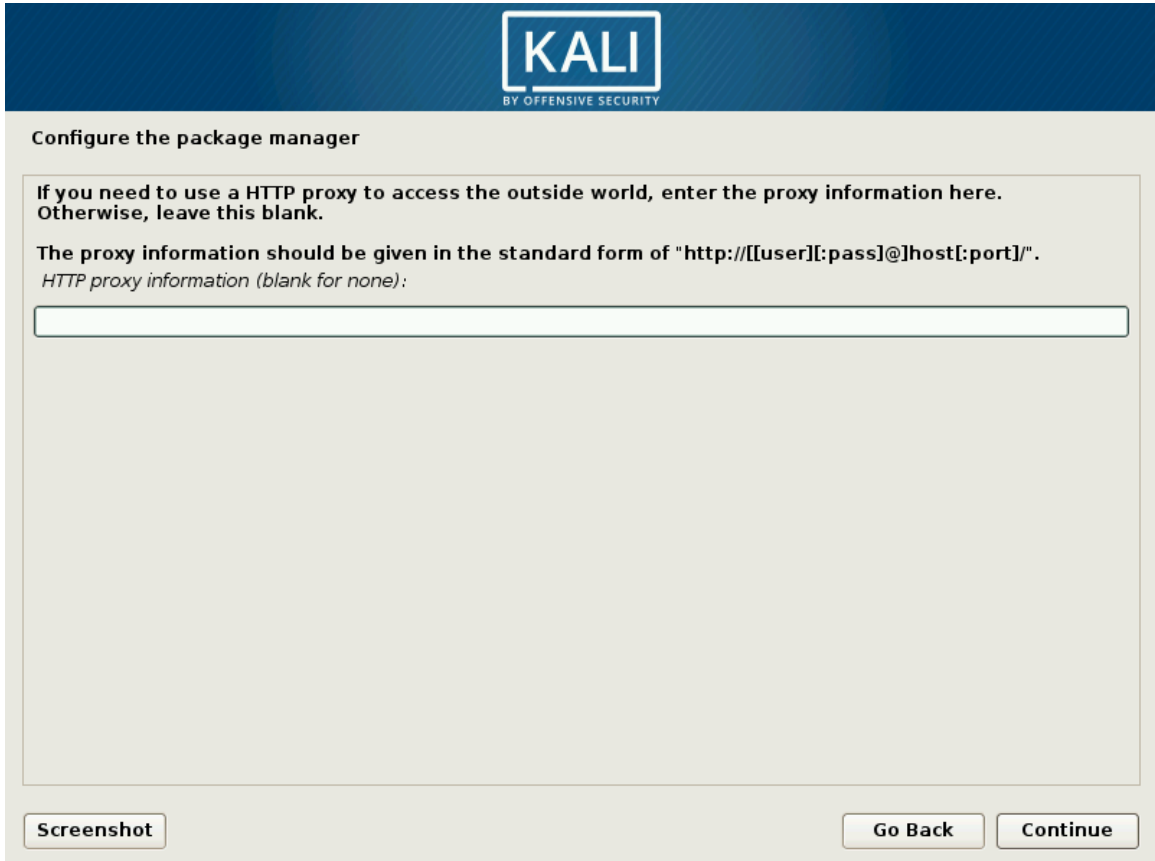 KALI
BY OFFENSIVE SECURITY
Configure the package manager
If you need to use a HTTP proxy to access the outside world, enter the proxy information here.
Otherwise, leave this blank.
The proxy information should be given in the standard form of "http://[[user][:pass]@]host[:port]/".
HTTP proxy information (blank for none):
Screenshot
Go Back
Continue